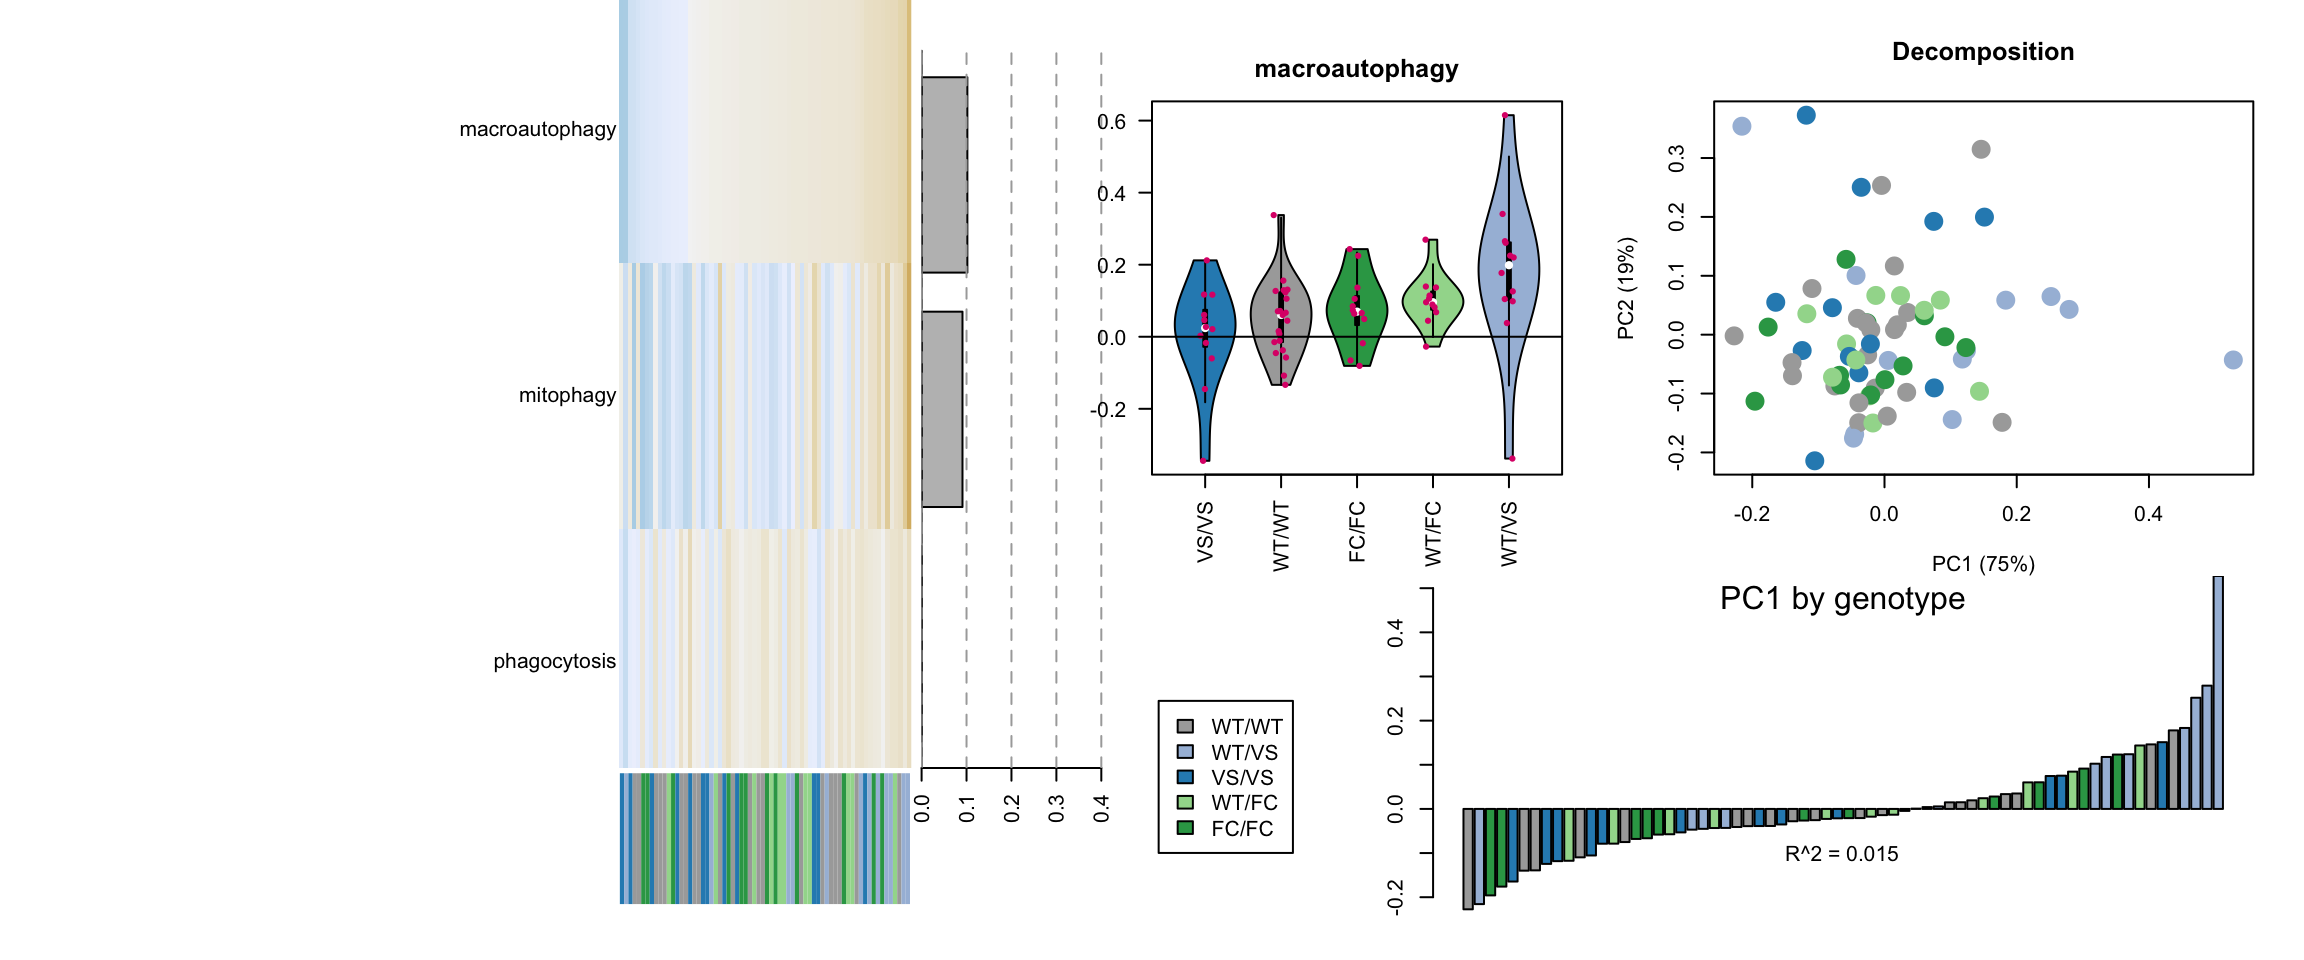 macroautophagy
mitophagy
phagocytosis
0.0
0.1
0.2
0.3
0.4
macroautophagy
0.6
0.4
0.2
0.0
-0.2
VS/VS
WT/WT
FC/FC
WT/FC
WT/VS
Decomposition
PC2 (19%)
0.3
0.2
0.1
0.0
-0.1
-0.2
-0.2
0.0
0.2
0.4
PC1 (75%)
PC1 by genotype
0.4
0.2
0.0
-0.2
R^2 = 0.015
WT/WT
WT/VS
VS/VS
WT/FC
FC/FC